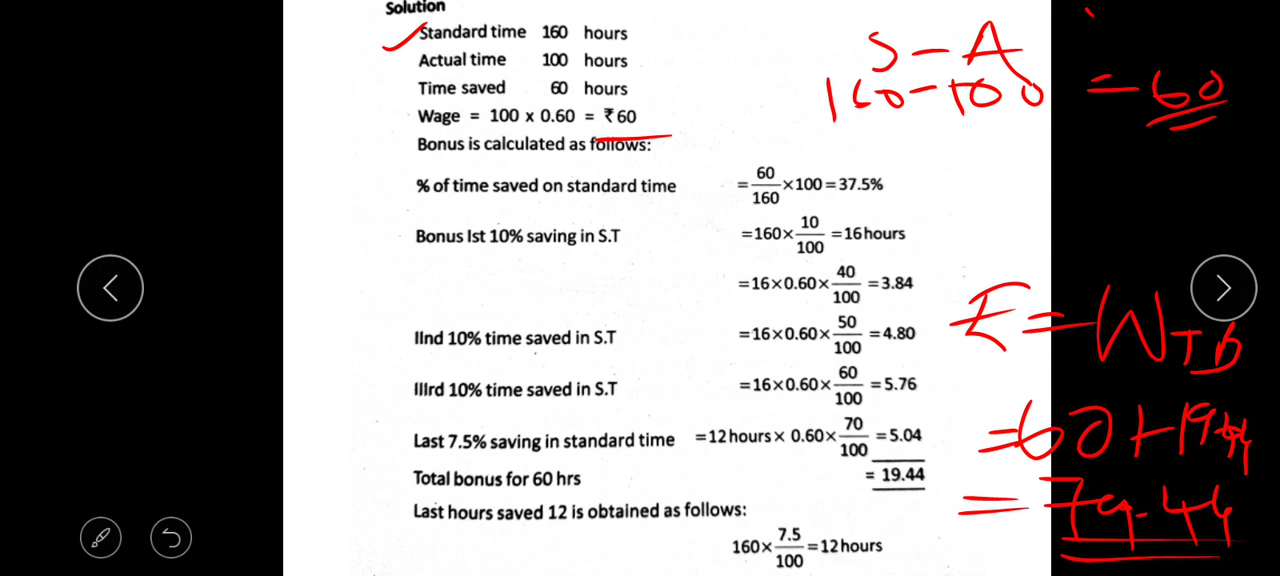 Solution
Standard time 160 hours
Actual time 100 hours
Time saved 60 hours
Wage = 100 x 0.60 = ₹60
Bonus is calculated as follows:
% of time saved on standard time = 60/160 × 100 = 37.5%
Bonus Ist 10% saving in S.T = 160 × 10/100 = 16 hours
= 16 × 0.60 × 40/100 = 3.84
IInd 10% time saved in S.T = 16 × 0.60 × 50/100 = 4.80
IIIrd 10% time saved in S.T = 16 × 0.60 × 60/100 = 5.76
Last 7.5% saving in standard time = 12 hours × 0.60 × 70/100 = 5.04
Total bonus for 60 hrs = 19.44
Last hours saved 12 is obtained as follows:
160 × 7.5/100 = 12 hours
S - A
160 - 100 = 60
E = W + B
= 60 + 19.44
= 79.44